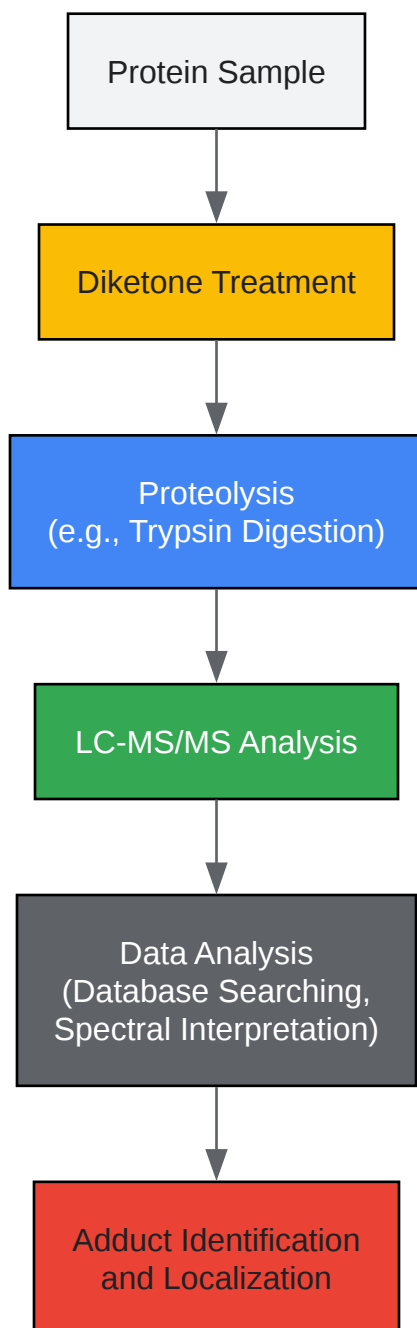 Protein Sample
Diketone Treatment
Proteolysis
(e.g., Trypsin Digestion)
LC-MS/MS Analysis
Data Analysis
(Database Searching,
Spectral Interpretation)
Adduct Identification
and Localization